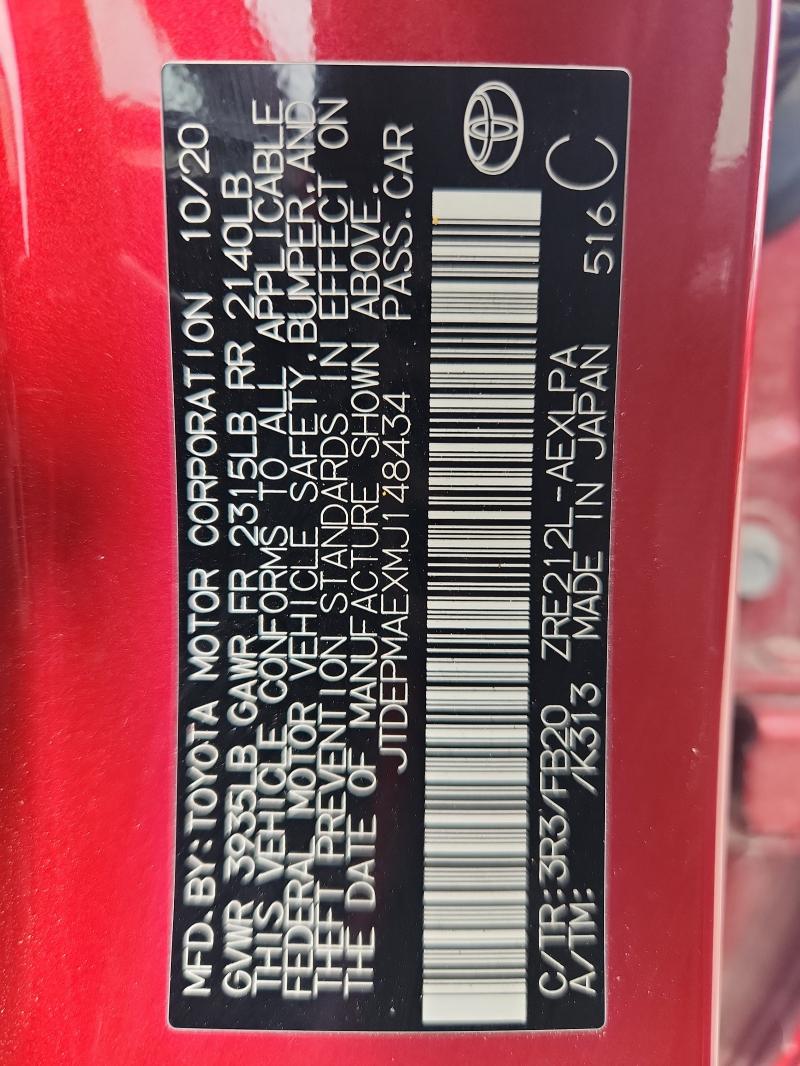 MFD.BY:TOYOTA MOTOR CORPORATION 10/20
GVWR 3935LB GAWR FR 2315LB RR 2140LB
THIS VEHICLE CONFORMS TO ALL APPLICABLE
FEDERAL MOTOR VEHICLE SAFETY,BUMPER,AND
THEFT PREVENTION STANDARDS IN EFFECT ON
THE DATE OF MANUFACTURE SHOWN ABOVE.
JTDEPMAEXMJ148434 PASS.CAR
C/TR:3R3/FB20 ZRE212L-AEXLPA 516 C
A/TM: /K313 MADE IN JAPAN